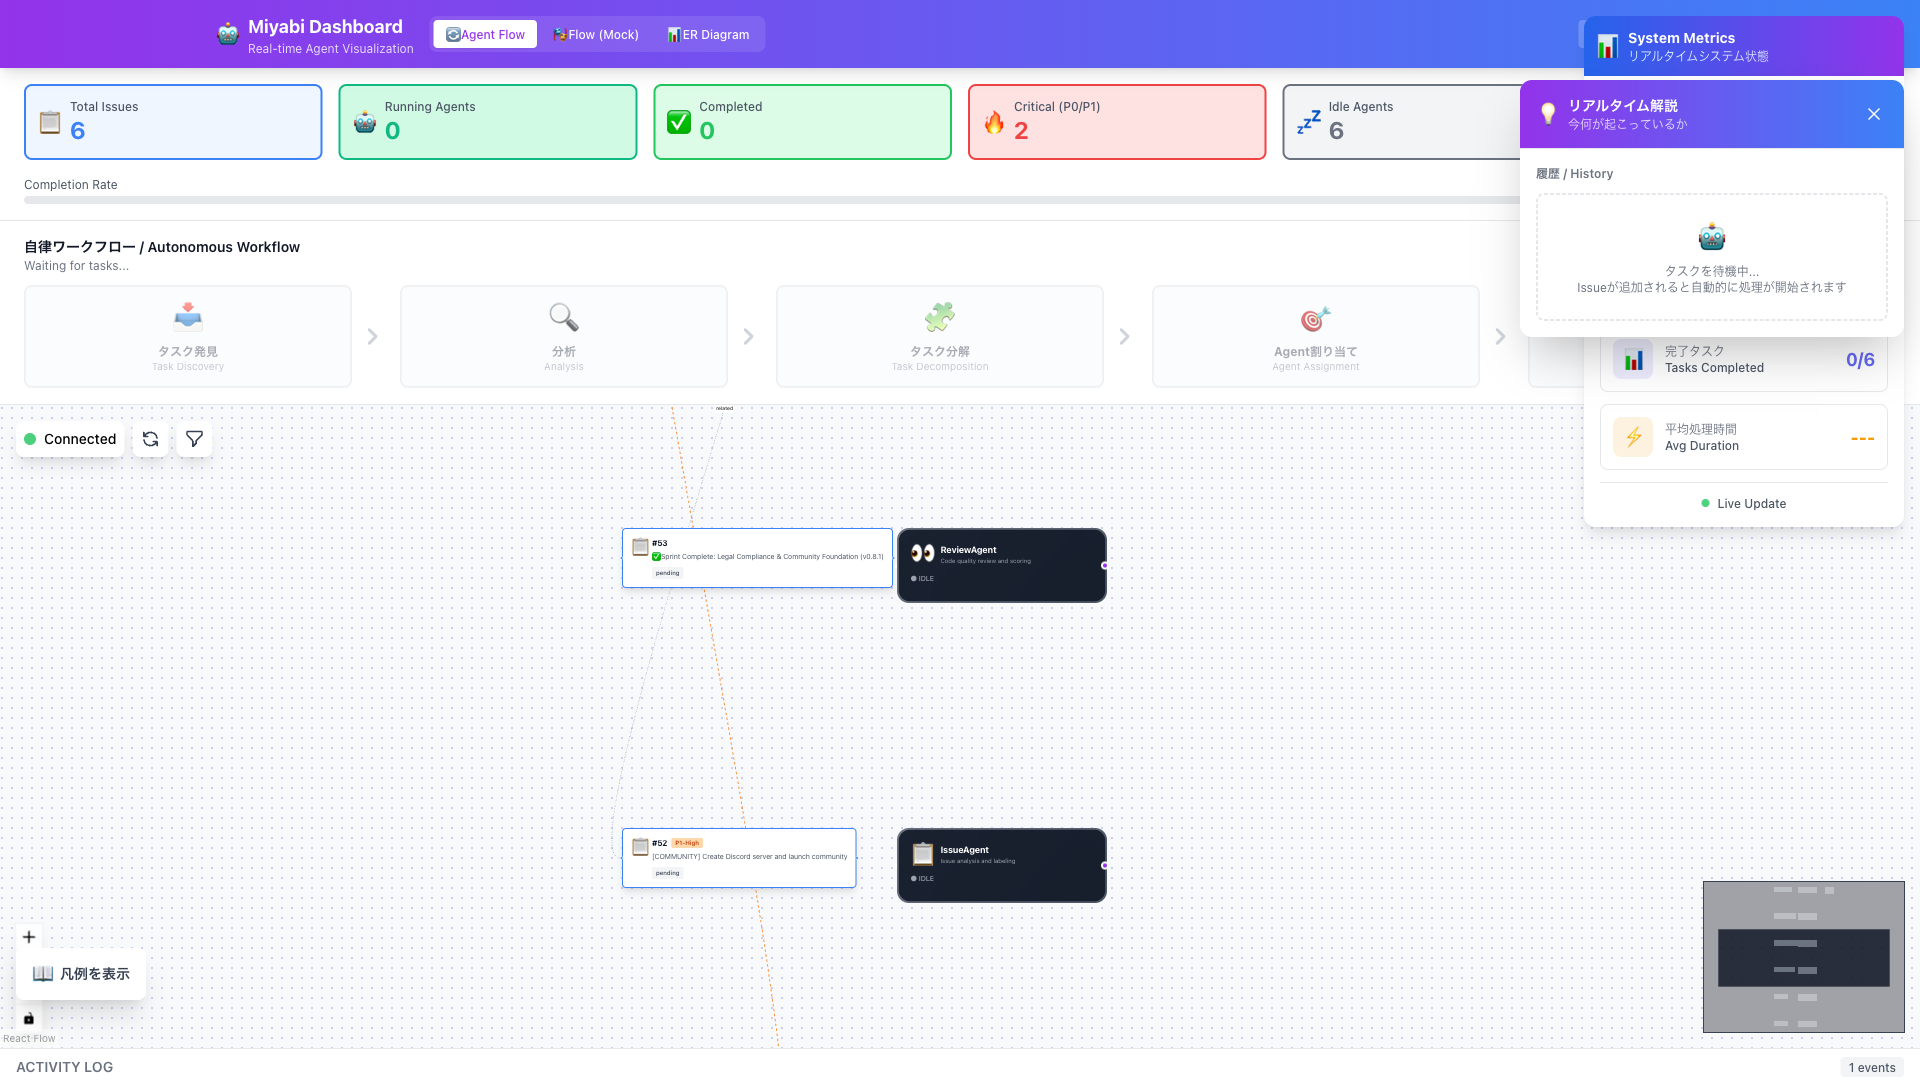 Miyabi Dashboard
Real-time Agent Visualization
Agent Flow
Flow (Mock)
ER Diagram
System Metrics
リアルタイムシステム状態
Total Issues
6
Running Agents
0
Completed
0
Critical (P0/P1)
2
Idle Agents
6
Completion Rate
リアルタイム解説
今何が起こっているか
履歴 / History
タスクを待機中...
Issueが追加されると自動的に処理が開始されます
自律ワークフロー / Autonomous Workflow
Waiting for tasks...
タスク発見
Task Discovery
分析
Analysis
タスク分解
Task Decomposition
Agent割り当て
Agent Assignment
完了タスク
Tasks Completed
0/6
平均処理時間
Avg Duration
---
Live Update
Connected
related
#53
Sprint Complete: Legal Compliance & Community Foundation (v0.8.1)
pending
ReviewAgent
Code quality review and scoring
IDLE
#52
P1-High
[COMMUNITY] Create Discord server and launch community
pending
IssueAgent
Issue analysis and labeling
IDLE
凡例を表示
React Flow
ACTIVITY LOG
1 events